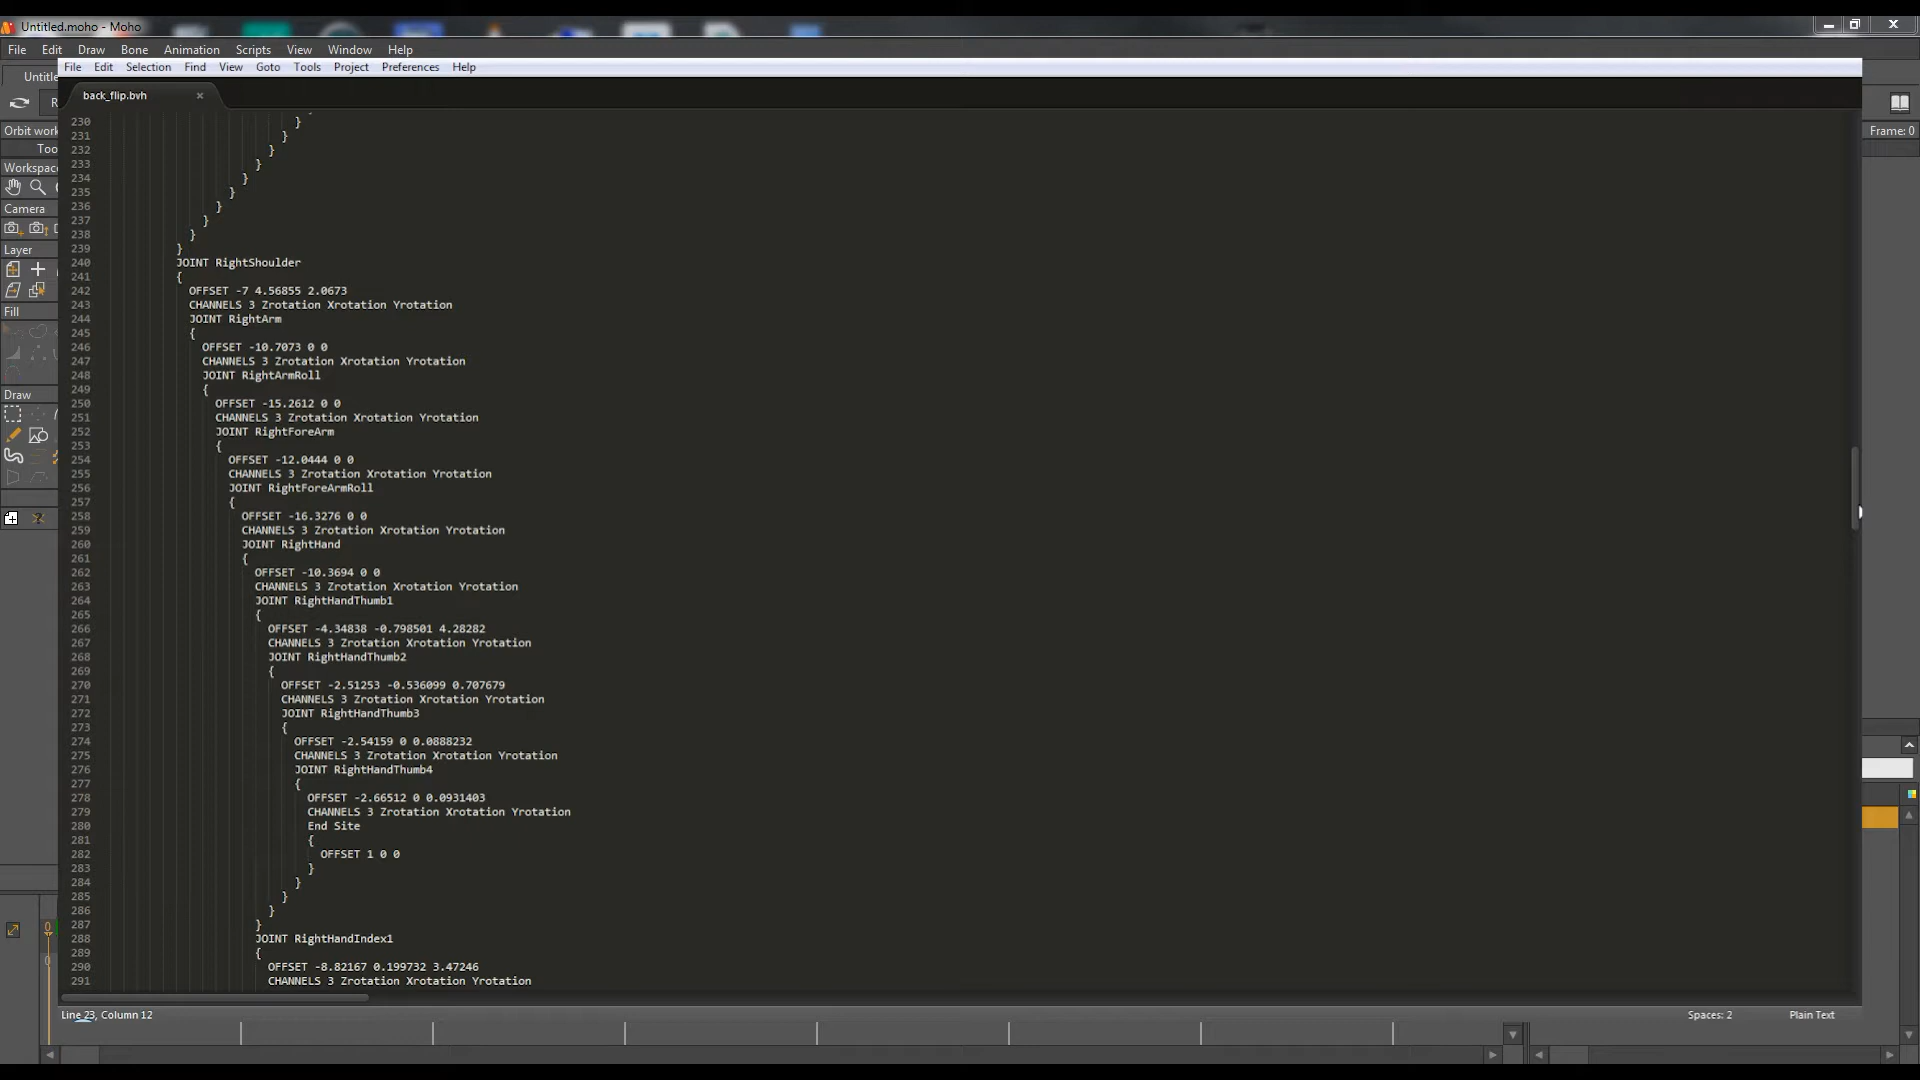 Untitled.moho - Moho
File Edit Draw Bone Animation Scripts View Window Help
File Edit Selection Find View Goto Tools Project Preferences Help
Untitle
back_flip.bvh
R
Orbit work
Frame: 0
Too
Workspac
Camera
Layer
Fill
Draw
230 }
231 }
232 }
233 }
234 }
235 }
236 }
237 }
238 }
239 }
240 JOINT RightShoulder
241 {
242 OFFSET -7 4.56855 2.0673
243 CHANNELS 3 Zrotation Xrotation Yrotation
244 JOINT RightArm
245 {
246 OFFSET -10.7073 0 0
247 CHANNELS 3 Zrotation Xrotation Yrotation
248 JOINT RightArmRoll
249 {
250 OFFSET -15.2612 0 0
251 CHANNELS 3 Zrotation Xrotation Yrotation
252 JOINT RightForeArm
253 {
254 OFFSET -12.0444 0 0
255 CHANNELS 3 Zrotation Xrotation Yrotation
256 JOINT RightForeArmRoll
257 {
258 OFFSET -16.3276 0 0
259 CHANNELS 3 Zrotation Xrotation Yrotation
260 JOINT RightHand
261 {
262 OFFSET -10.3694 0 0
263 CHANNELS 3 Zrotation Xrotation Yrotation
264 JOINT RightHandThumb1
265 {
266 OFFSET -4.34838 -0.798501 4.28282
267 CHANNELS 3 Zrotation Xrotation Yrotation
268 JOINT RightHandThumb2
269 {
270 OFFSET -2.51253 -0.536099 0.707679
271 CHANNELS 3 Zrotation Xrotation Yrotation
272 JOINT RightHandThumb3
273 {
274 OFFSET -2.54159 0 0.0888232
275 CHANNELS 3 Zrotation Xrotation Yrotation
276 JOINT RightHandThumb4
277 {
278 OFFSET -2.66512 0 0.0931403
279 CHANNELS 3 Zrotation Xrotation Yrotation
280 End Site
281 {
282 OFFSET 1 0 0
283 }
284 }
285 }
286 }
287 }
288 JOINT RightHandIndex1
289 {
290 OFFSET -8.82167 0.199732 3.47246
291 CHANNELS 3 Zrotation Xrotation Yrotation
0
0
Line 23, Column 12
Spaces: 2
Plain Text